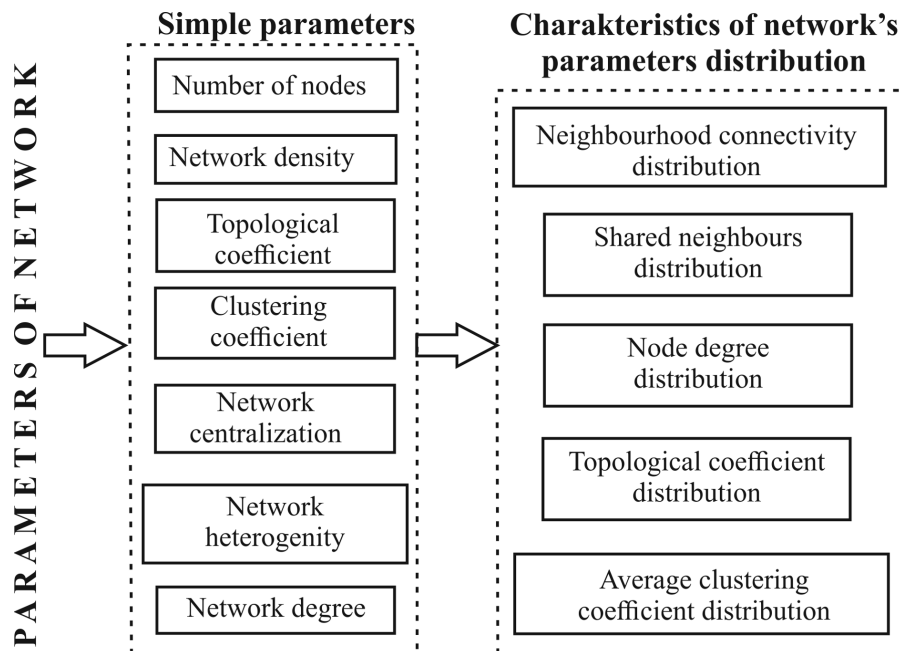 PARAMETERS OF NETWORK
Simple parameters
Number of nodes
Network density
Topological
coefficient
Clustering
coefficient
Network
centralization
Network
heterogenity
Network degree
Charakteristics of network's
parameters distribution
Neighbourhood connectivity
distribution
Shared neighbours
distribution
Node degree
distribution
Topological coefficient
distribution
Average clustering
coefficient distribution